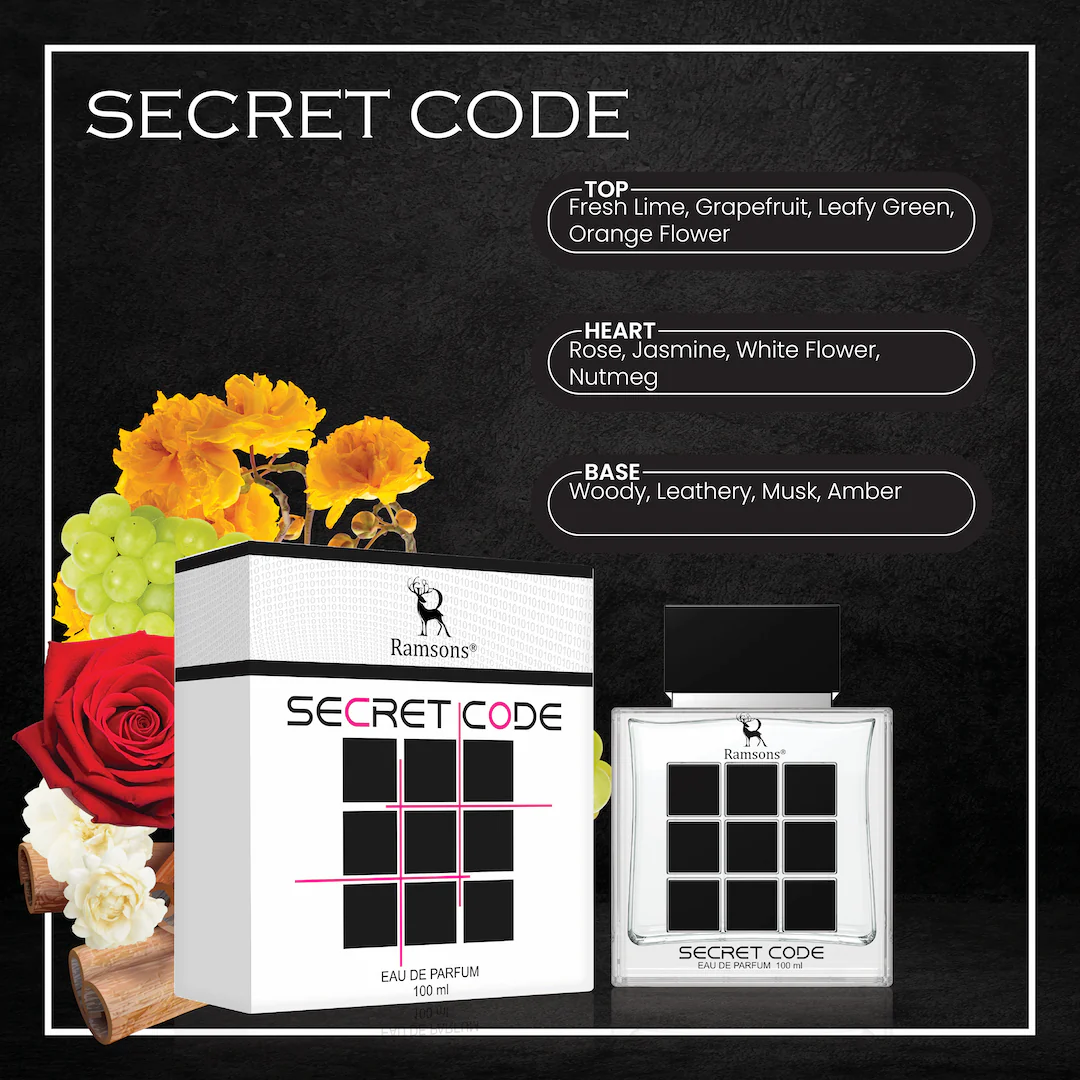 SECRET CODE
TOP
Fresh Lime, Grapefruit, Leafy Green,
Orange Flower
HEART
Rose, Jasmine, White Flower,
Nutmeg
BASE
Woody, Leathery, Musk, Amber
Ramsons®
SECRET CODE
EAU DE PARFUM
100 ml
Ramsons®
SECRET CODE
EAU DE PARFUM 100 ml